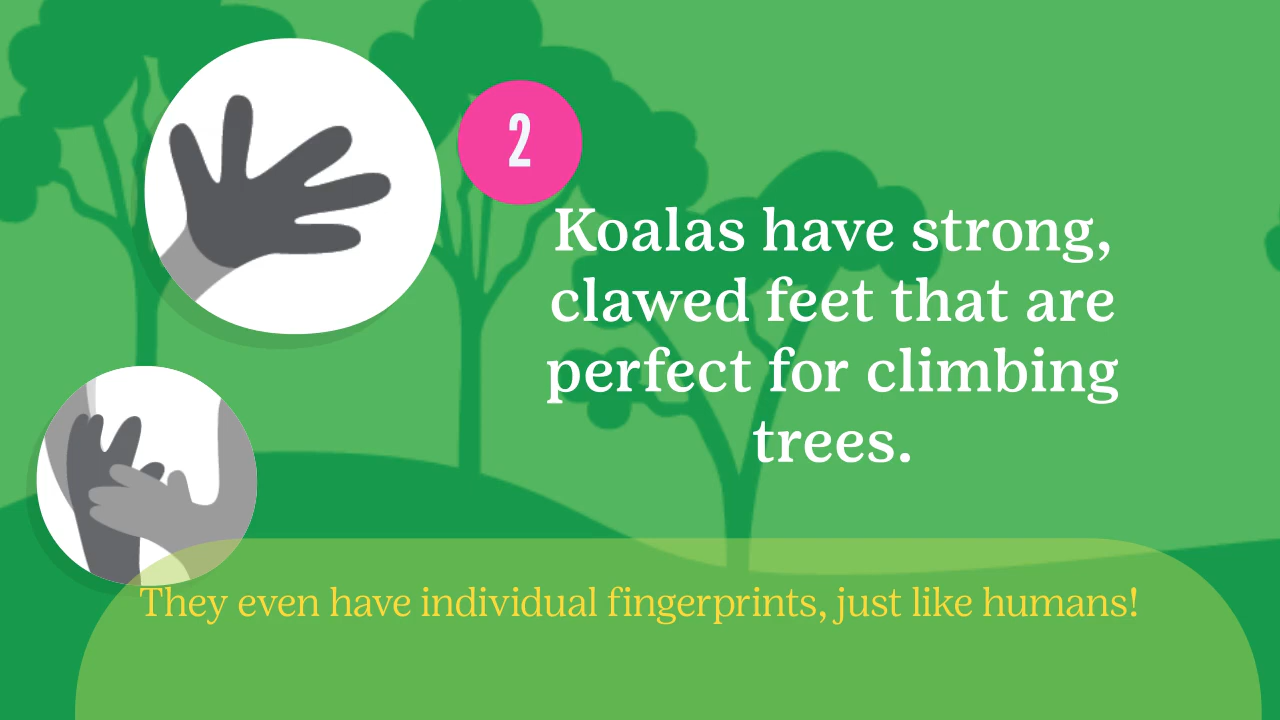 2
Koalas have strong,
clawed feet that are
perfect for climbing
trees.
They even have individual fingerprints, just like humans!